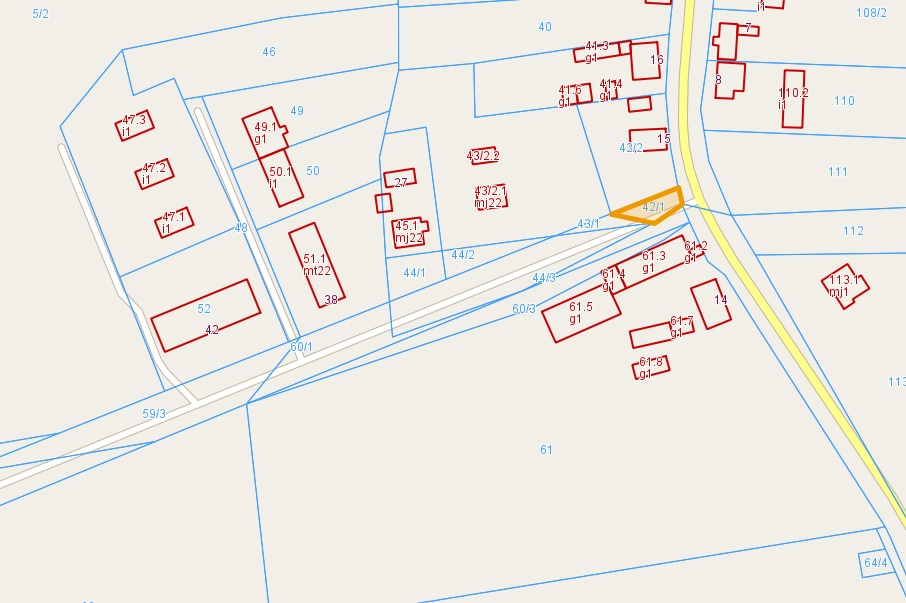 5/2
i1
108/2
40
7
46
41.3
g1
16
8
41.6
g1
41.4
g1
110.2
i1
110
49
47.3
i1
49.1
g1
15
42/2
43/2.2
50
50.1
i1
47.2
i1
111
27
43/2.1
mj22
42/1
47.1
i1
48
45.1
mj22
43/1
112
44/2
61.2
g1
61.3
g1
51.1
mt22
44/1
44/3
61.4
g1
113.1
mj1
38
14
52
42
60/3
61.5
g1
61.7
g1
60/1
61.8
g1
113
59/3
61
64/4